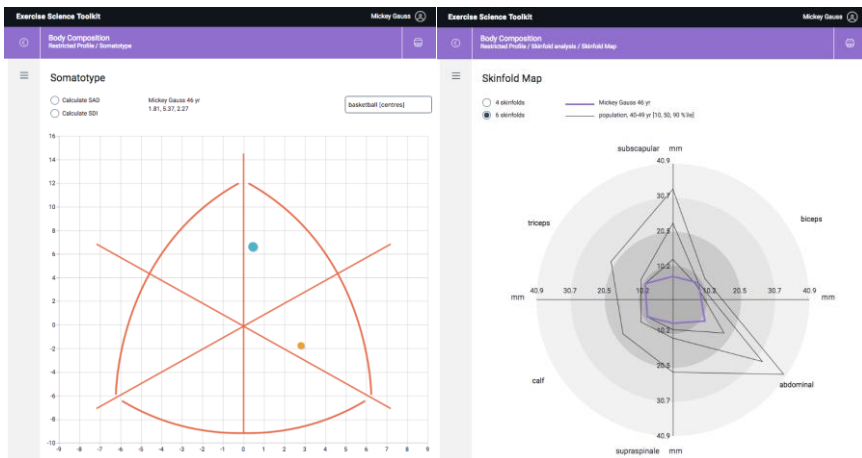 Exercise Science Toolkit
Mickey Gauss
Body Composition
Restricted Profile / Somatotype
Somatotype
Calculate SAD
Calculate SDI
Mickey Gauss 46 yr
1.81, 5.37, 2.27
basketball [centres]
16
14
12
10
8
6
4
2
0
-2
-4
-6
-8
-10
-9 -8 -7 -6 -5 -4 -3 -2 -1 0 1 2 3 4 5 6 7 8 9
Exercise Science Toolkit
Mickey Gauss
Body Composition
Restricted Profile / Skinfold analysis / Skinfold Map
Skinfold Map
4 skinfolds
6 skinfolds
Mickey Gauss 46 yr
population, 40-49 yr [10, 50, 90 %'ile]
subscapular mm
40.9
30.7
triceps
biceps
20.5
10.2
mm 40.9 30.7 20.5 10.2 10.2 20.5 30.7 40.9 mm
10.2
20.5
calf
abdominal
30.7
40.9
supraspinale mm